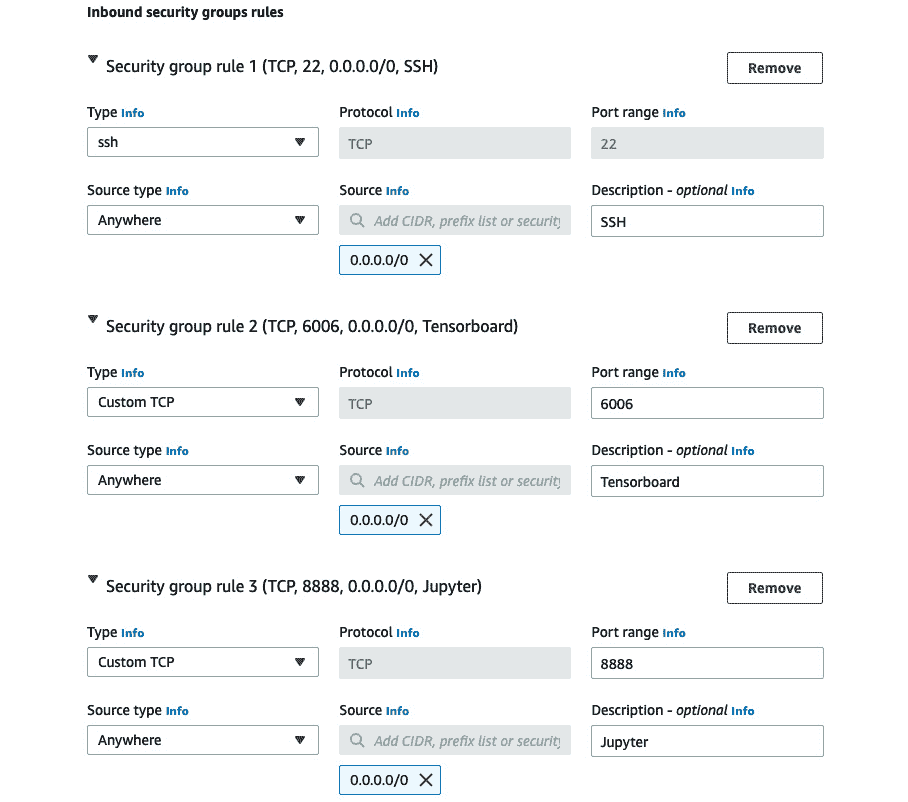 Inbound security groups rules
Security group rule 1 (TCP, 22, 0.0.0.0/0, SSH)
Remove
Type Info
Protocol Info
Port range Info
ssh
TCP
22
Source type Info
Source Info
Description - optional Info
Anywhere
Add CIDR, prefix list or security
SSH
0.0.0.0/0
Security group rule 2 (TCP, 6006, 0.0.0.0/0, Tensorboard)
Remove
Type Info
Protocol Info
Port range Info
Custom TCP
TCP
6006
Source type Info
Source Info
Description - optional Info
Anywhere
Add CIDR, prefix list or security
Tensorboard
0.0.0.0/0
Security group rule 3 (TCP, 8888, 0.0.0.0/0, Jupyter)
Remove
Type Info
Protocol Info
Port range Info
Custom TCP
TCP
8888
Source type Info
Source Info
Description - optional Info
Anywhere
Add CIDR, prefix list or security
Jupyter
0.0.0.0/0